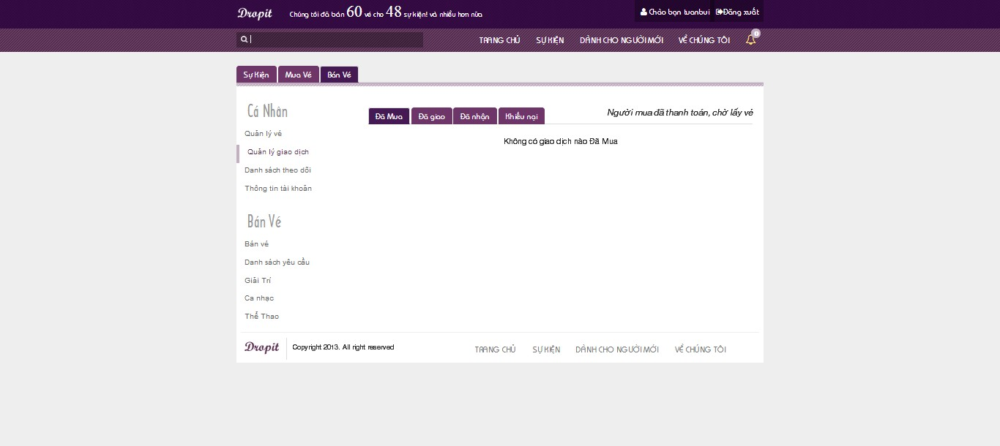 Dropit Chúng tôi đã bán 60 vé cho 48 sự kiện! và nhiều hơn nữa Chào bạn tuanbui Đăng xuất
TRANG CHỦ SỰ KIỆN DÀNH CHO NGƯỜI MỚI VỀ CHÚNG TÔI 0
Sự Kiện Mua Vé Bán Vé
Cá Nhân
Quản lý vé
Quản lý giao dịch
Danh sách theo dõi
Thông tin tài khoản
Bán Vé
Bán vé
Danh sách yêu cầu
Giải Trí
Ca nhạc
Thể Thao
Đã Mua Đã giao Đã nhận Khiếu nại Người mua đã thanh toán, chờ lấy vé
Không có giao dịch nào Đã Mua
Dropit Copyright 2013. All right reserved TRANG CHỦ SỰ KIỆN DÀNH CHO NGƯỜI MỚI VỀ CHÚNG TÔI